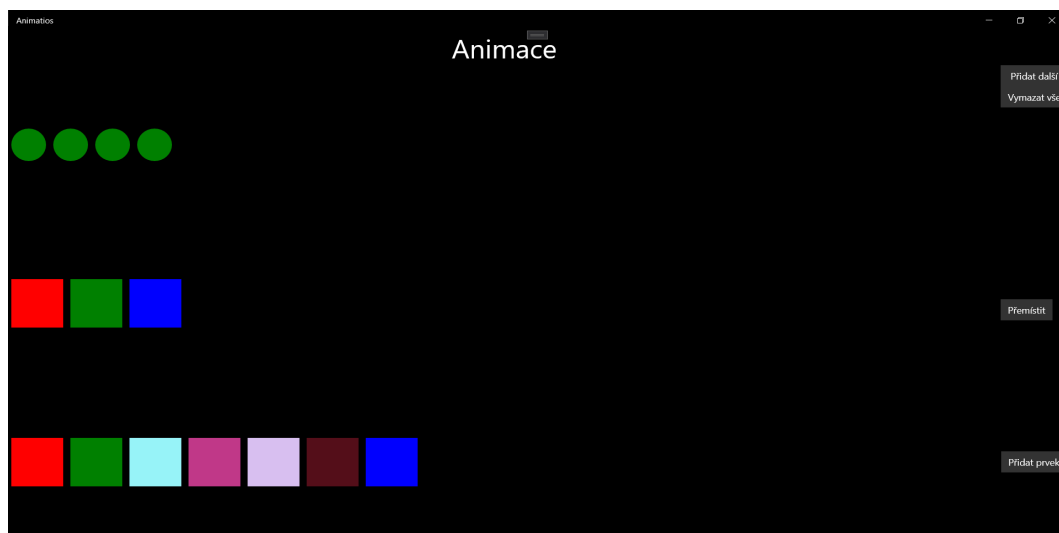 Animatios
Animace
Přidat další
Vymazat vše
Přemístit
Přidat prvek